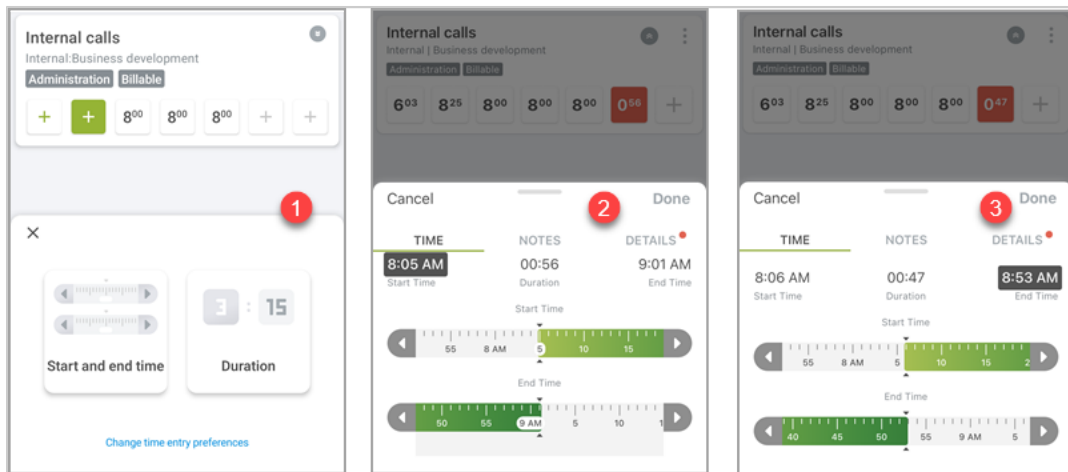 Internal calls
Internal:Business development
Administration Billable
+ + 8⁰⁰ 8⁰⁰ 8⁰⁰ + +
1
×
3 : 15
Start and end time Duration
Change time entry preferences
Internal calls
Internal | Business development
Administration Billable
6⁰³ 8²⁵ 8⁰⁰ 8⁰⁰ 8⁰⁰ 0⁵⁶ +
Cancel 2 Done
TIME NOTES DETAILS
8:05 AM 00:56 9:01 AM
Start Time Duration End Time
Start Time
55 8 AM 5 10 15
End Time
50 55 9 AM 5 10 1
Internal calls
Internal | Business development
Administration Billable
6⁰³ 8²⁵ 8⁰⁰ 8⁰⁰ 8⁰⁰ 0⁴⁷ +
Cancel 3 Done
TIME NOTES DETAILS
8:06 AM 00:47 8:53 AM
Start Time Duration End Time
Start Time
55 8 AM 5 10 15 2
End Time
40 45 50 55 9 AM 5